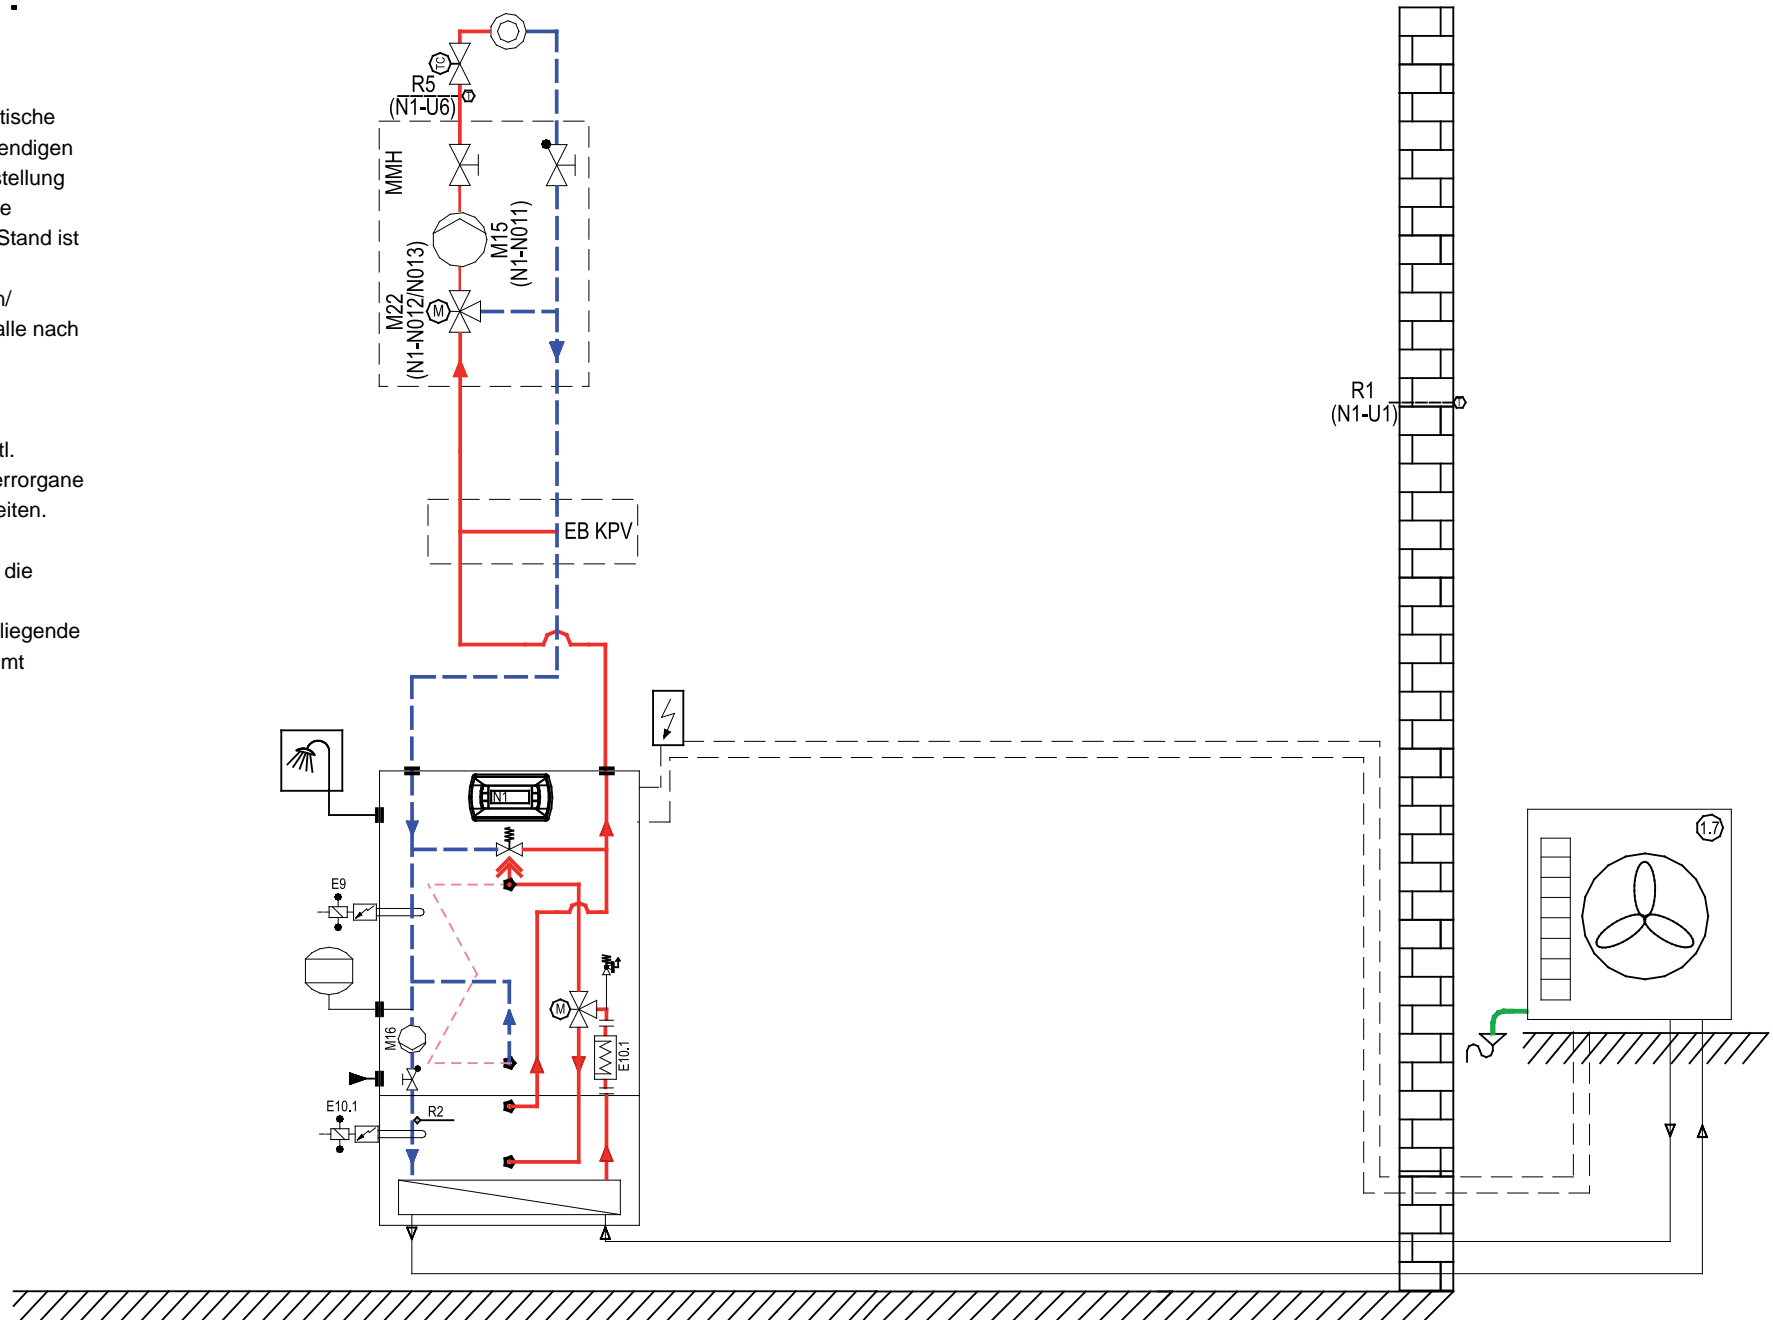 tische
endigen
stellung
e
Stand ist
n/
alle nach
tl.
errorgane
eiten.
die
liegende
mt
TC
R5
(N1-U6)
T
MMH
M15
(N1-N011)
M22
(N1-N012/N013)
M
EB KPV
R1
(N1-U1)
T
N1
1.7
E9
M16
M
E10.1
E10.1
R2